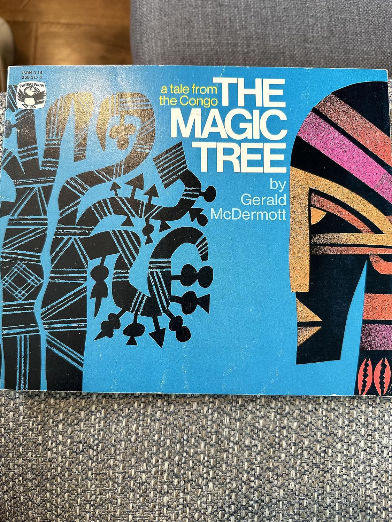 a tale from
the Congo
THE
MAGIC
TREE
by
Gerald
McDermott